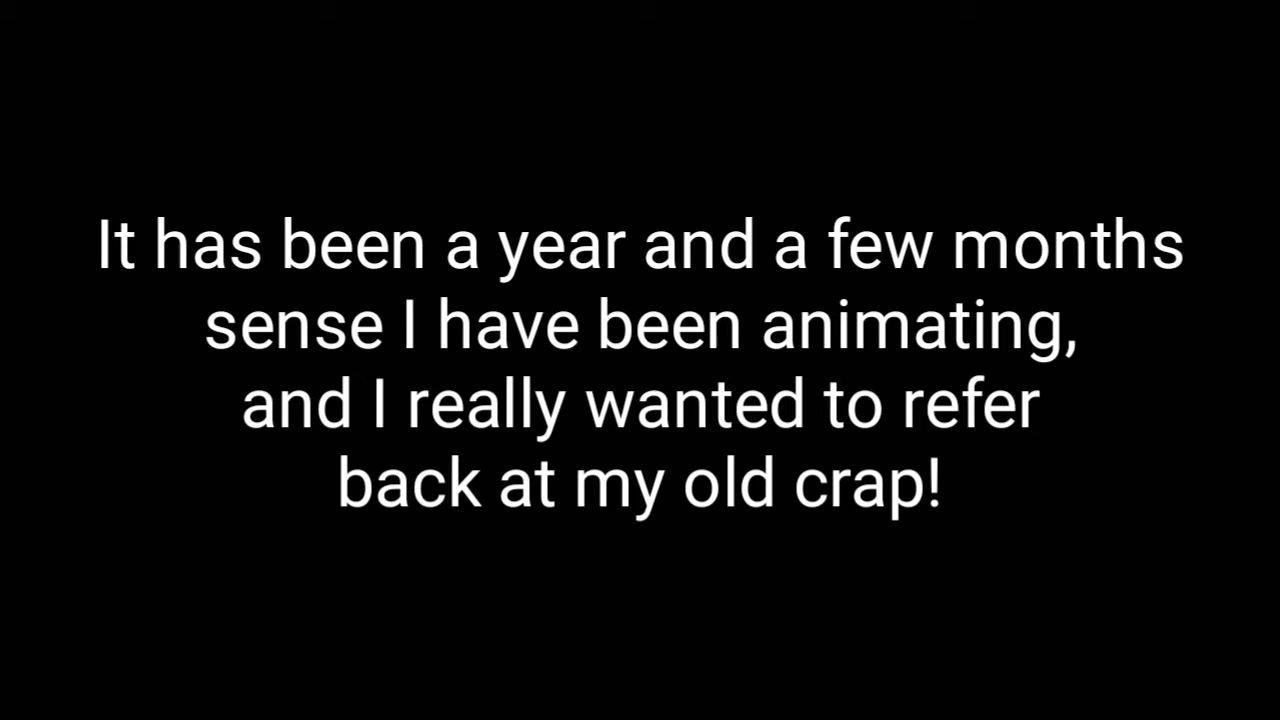 It has been a year and a few months
sense I have been animating,
and I really wanted to refer
back at my old crap!